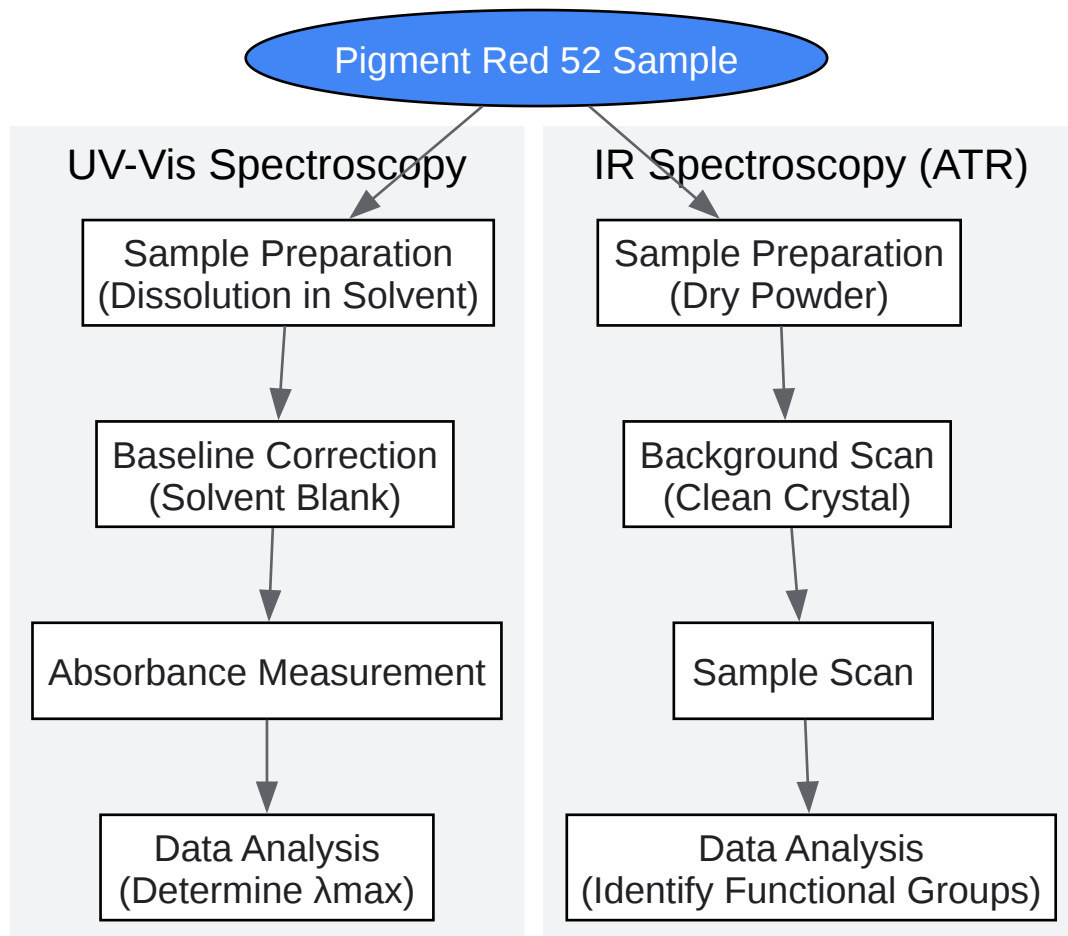 Pigment Red 52 Sample
UV-Vis Spectroscopy
Sample Preparation
(Dissolution in Solvent)
Baseline Correction
(Solvent Blank)
Absorbance Measurement
Data Analysis
(Determine λmax)
IR Spectroscopy (ATR)
Sample Preparation
(Dry Powder)
Background Scan
(Clean Crystal)
Sample Scan
Data Analysis
(Identify Functional Groups)